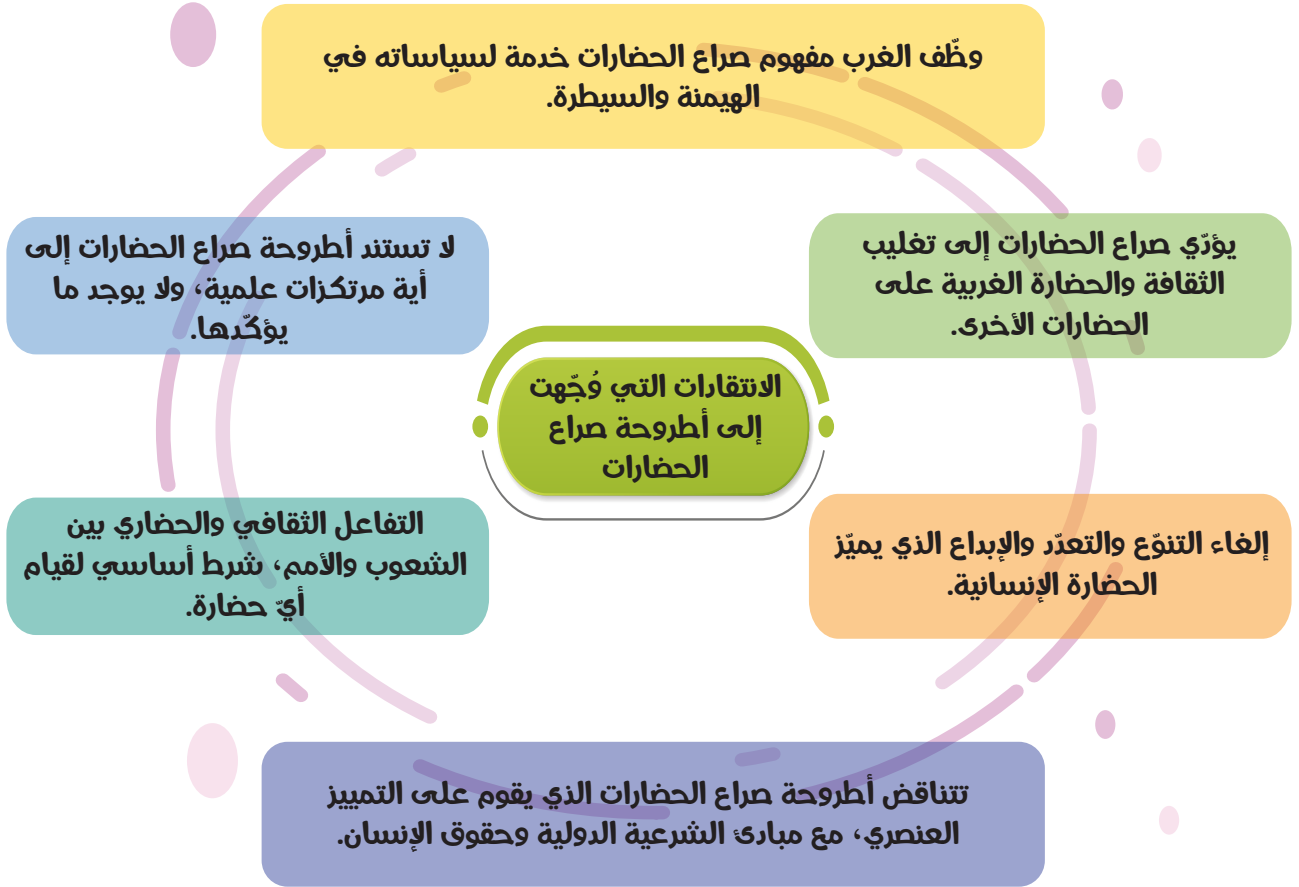 وظّف الغرب مفهوم صراع الحضارات خدمة لسياساته في
الهيمنة والسيطرة.
يؤدّي صراع الحضارات إلى تغليب
الثقافة والحضارة الغربية على
الحضارات الأخرى.
لا تستند أطروحة صراع الحضارات إلى
أية مرتكزات علمية، ولا يوجد ما
يؤكّدها.
الانتقادات التي وُجّهت
إلى أطروحة صراع
الحضارات
إلغاء التنوّع والتعدّد والإبداع الذي يميّز
الحضارة الإنسانية.
التفاعل الثقافي والحضاري بين
الشعوب والأمم، شرط أساسي لقيام
أيّ حضارة.
تتناقض أطروحة صراع الحضارات الذي يقوم على التمييز
العنصري، مع مبادئ الشرعية الدولية وحقوق الإنسان.